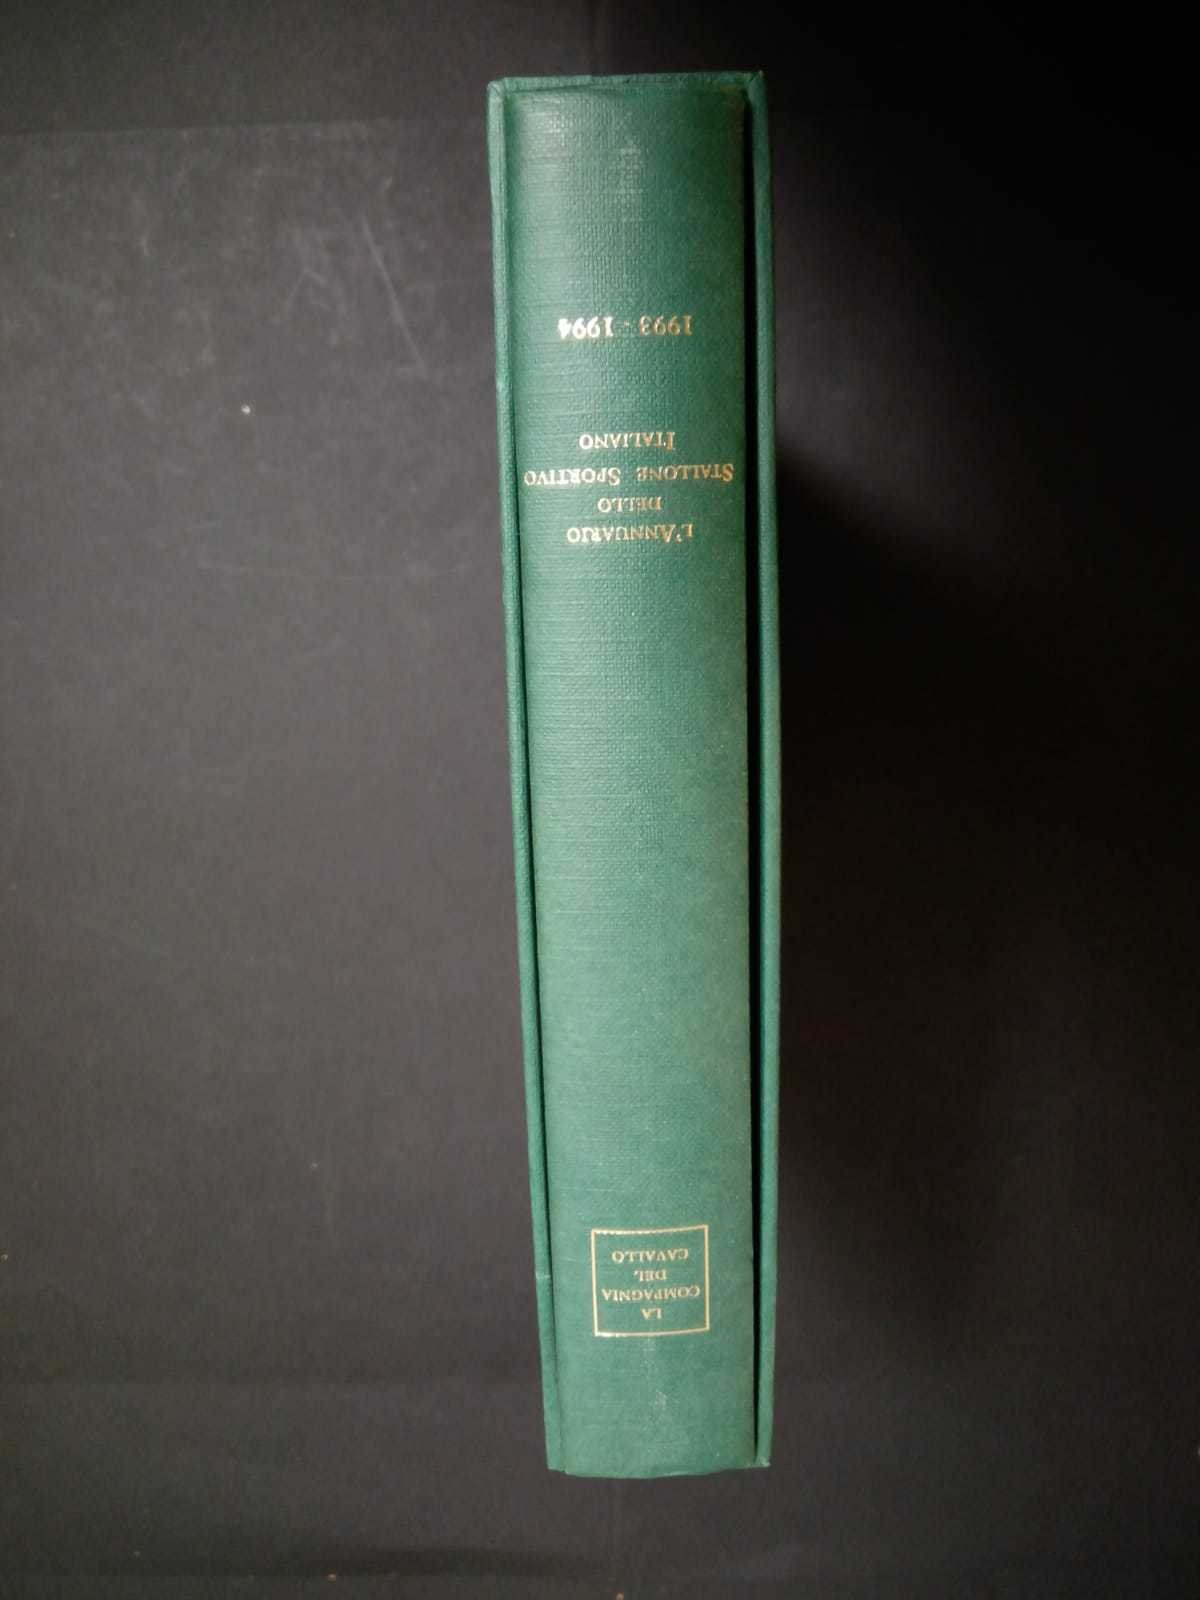 LA
COMPAGNIA
DEL
CAVALLO
L'ANNUARIO
DELLO
STALLONE SPORTIVO
ITALIANO
1993 - 1994